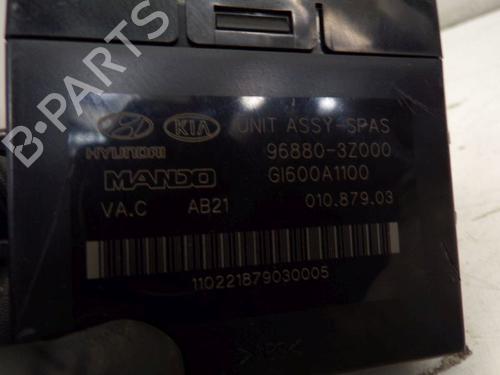 UNIT ASSY-SPAS
HYUNDAI KIA 96880-3Z000
MANDO GI600A1100
VA.C AB21 010.879.03
110221879030005
B-PARTS